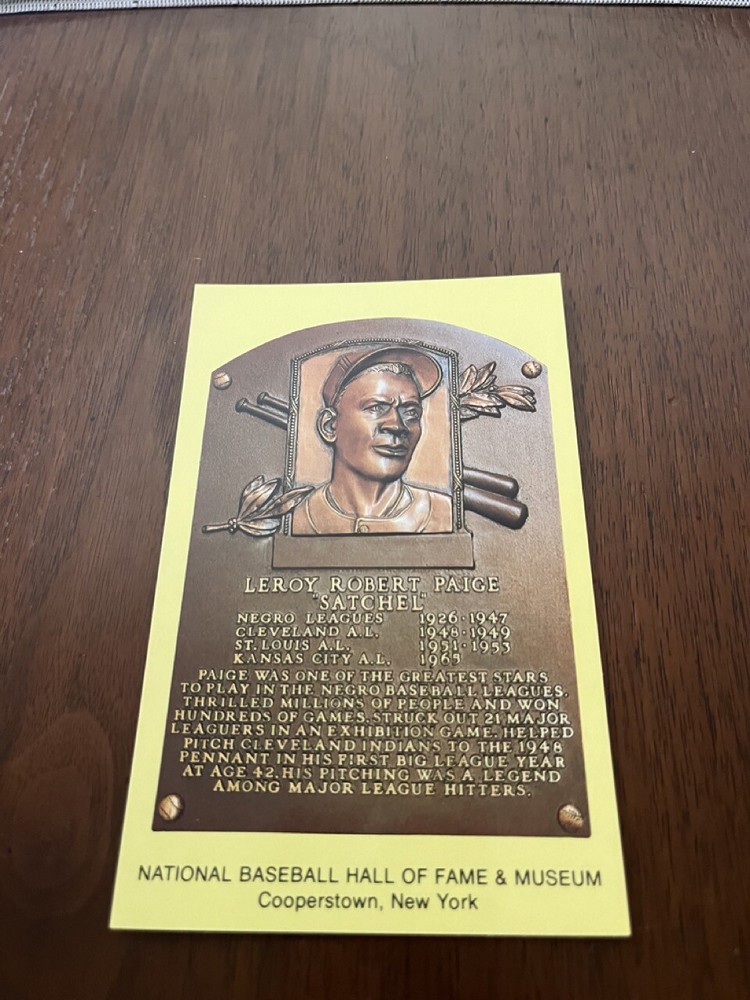 LEROY ROBERT PAIGE
"SATCHEL"
NEGRO LEAGUES 1926-1947
CLEVELAND A.L. 1948-1949
ST. LOUIS A.L. 1951-1953
KANSAS CITY A.L. 1965
PAIGE WAS ONE OF THE GREATEST STARS
TO PLAY IN THE NEGRO BASEBALL LEAGUES.
THRILLED MILLIONS OF PEOPLE AND WON
HUNDREDS OF GAMES. STRUCK OUT 21 MAJOR
LEAGUERS IN AN EXHIBITION GAME. HELPED
PITCH CLEVELAND INDIANS TO THE 1948
PENNANT IN HIS FIRST BIG LEAGUE YEAR
AT AGE 42. HIS PITCHING WAS A LEGEND
AMONG MAJOR LEAGUE HITTERS.
NATIONAL BASEBALL HALL OF FAME & MUSEUM
Cooperstown, New York